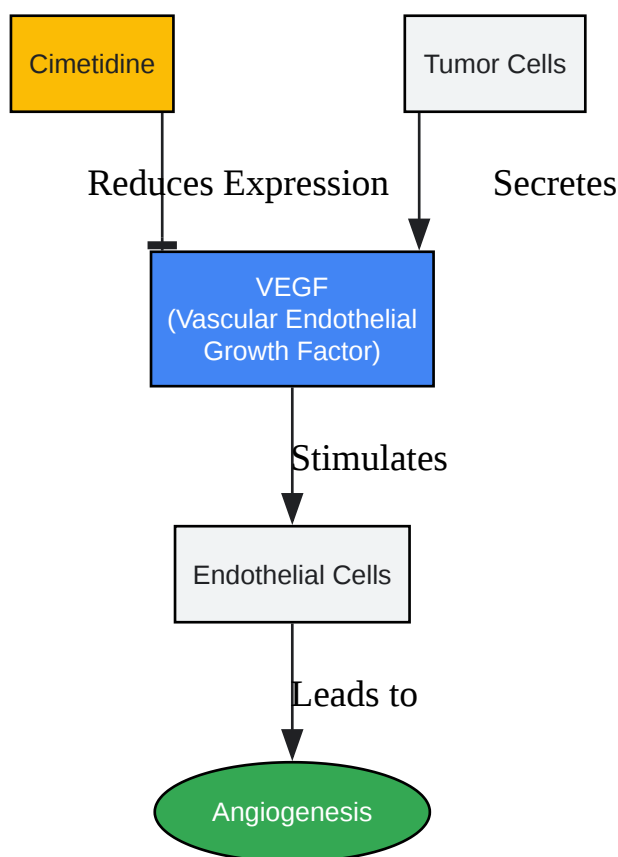 Cimetidine
Tumor Cells
Reduces Expression
Secretes
VEGF
(Vascular Endothelial
Growth Factor)
Stimulates
Endothelial Cells
Leads to
Angiogenesis